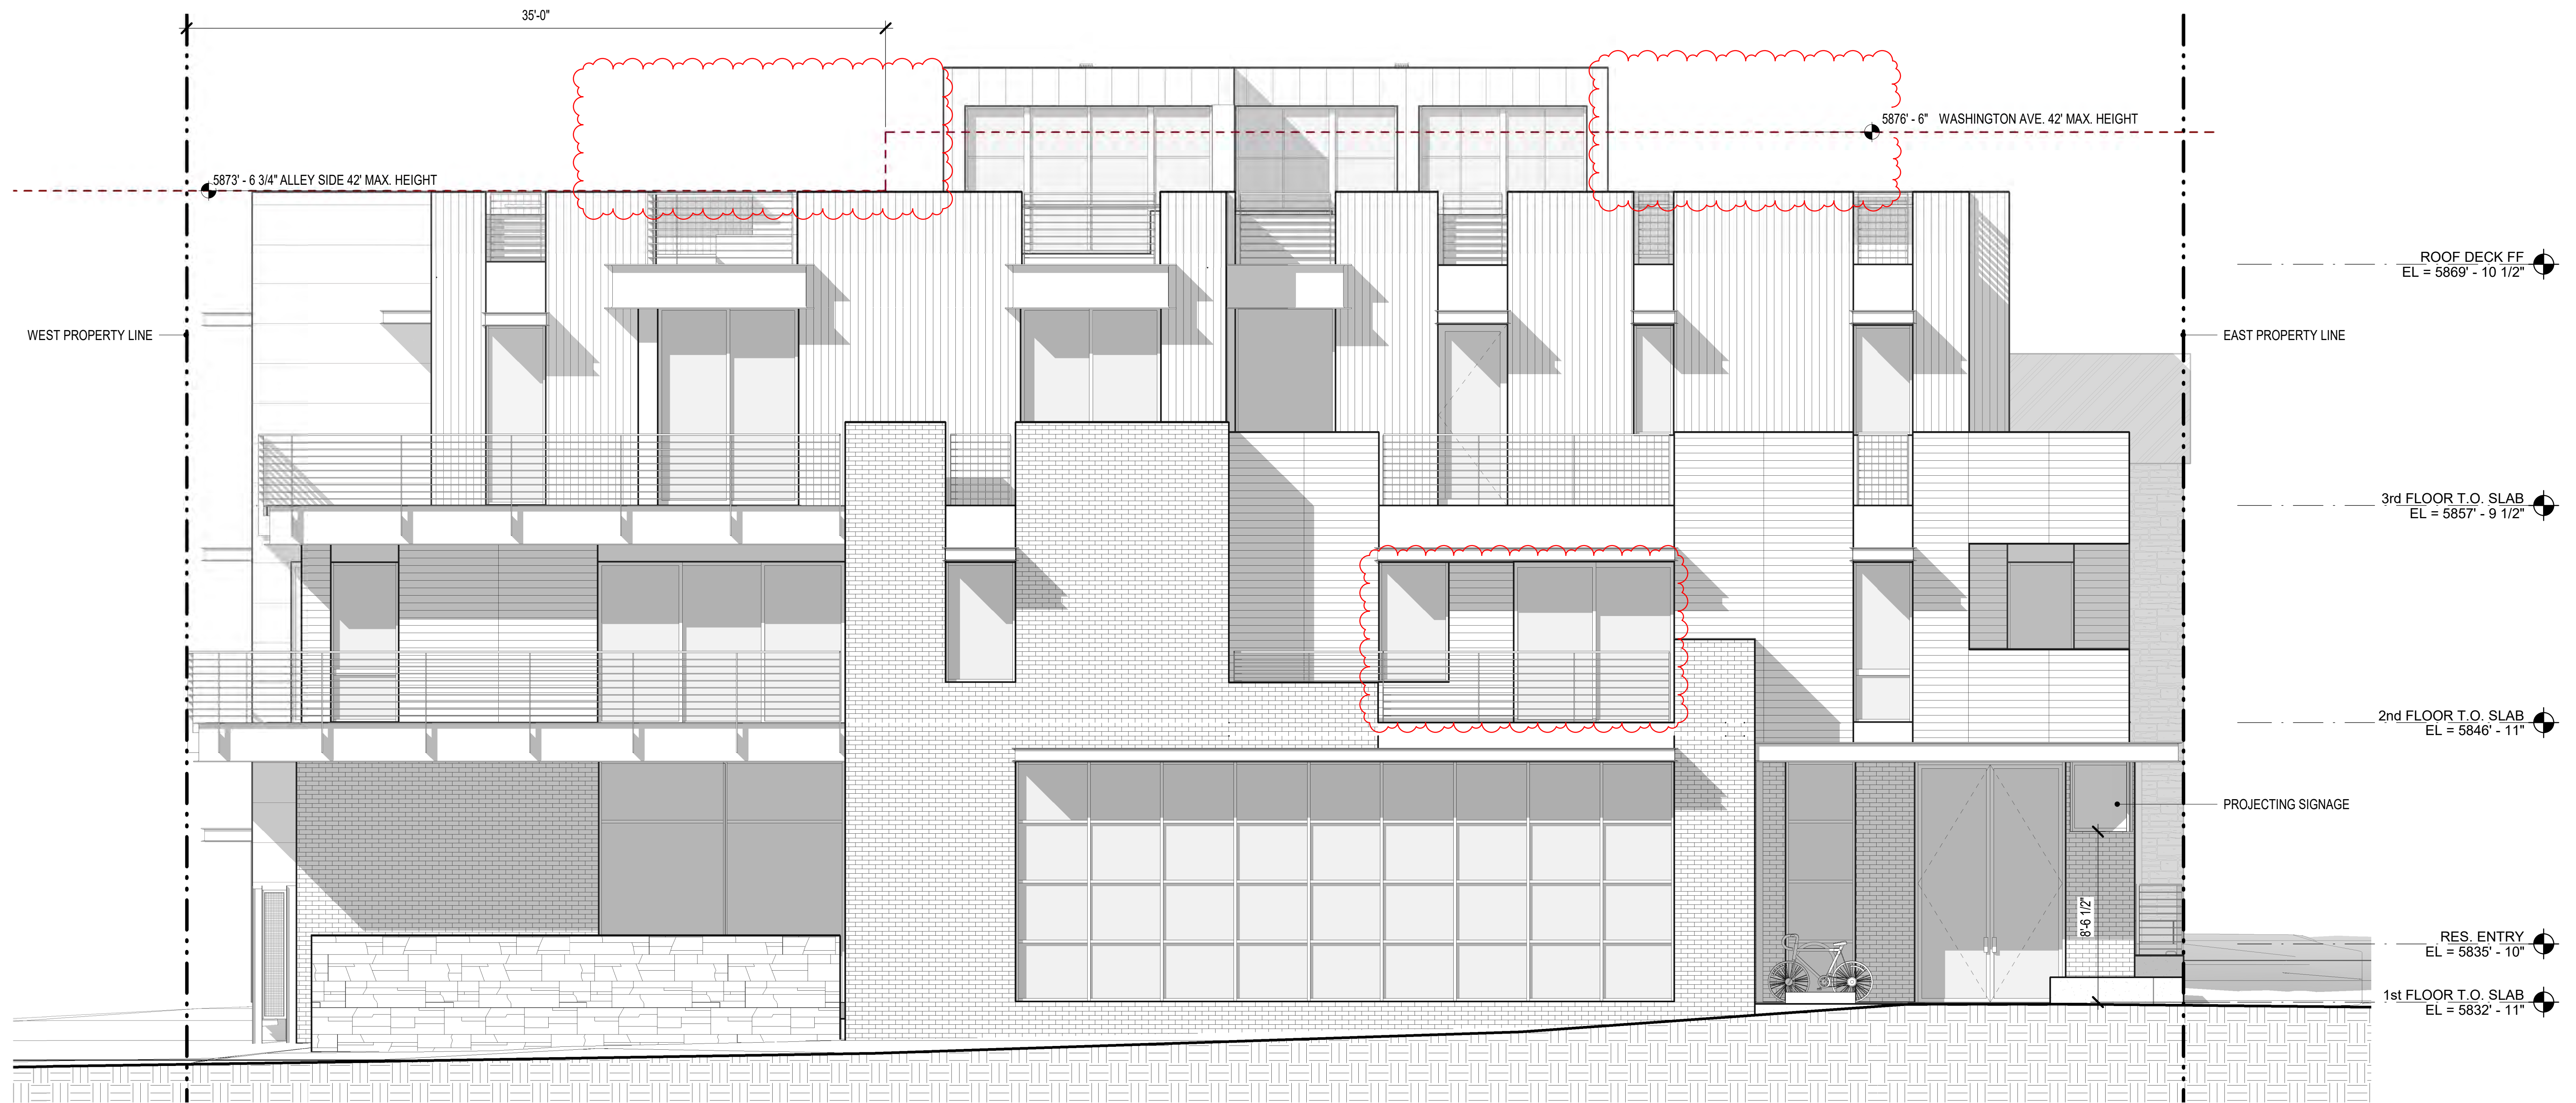 35'-0"
5876' - 6" WASHINGTON AVE. 42' MAX. HEIGHT
5873' - 6 3/4" ALLEY SIDE 42' MAX. HEIGHT
ROOF DECK FF
EL = 5869' - 10 1/2"
WEST PROPERTY LINE
EAST PROPERTY LINE
3rd FLOOR T.O. SLAB
EL = 5857' - 9 1/2"
2nd FLOOR T.O. SLAB
EL = 5846' - 11"
PROJECTING SIGNAGE
8'-6 1/2"
RES. ENTRY
EL = 5835' - 10"
1st FLOOR T.O. SLAB
EL = 5832' - 11"